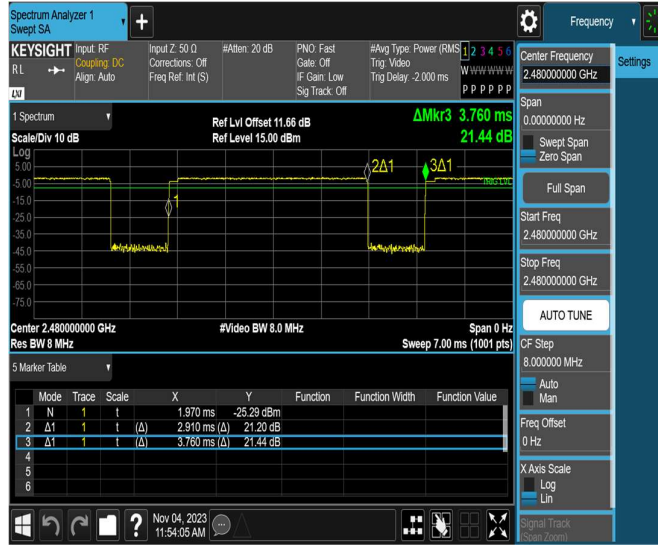 Spectrum Analyzer 1
Swept SA
Frequency
KEYSIGHT
RL
LXI
Input: RF
Coupling: DC
Align: Auto
Input Z: 50 Ω
Corrections: Off
Freq Ref: Int (S)
#Atten: 20 dB
PNO: Fast
Gate: Off
IF Gain: Low
Sig Track: Off
#Avg Type: Power (RMS
Trig: Video
Trig Delay: -2.000 ms
1 2 3 4 5 6
W W W W W W
P P P P P P
1 Spectrum
Scale/Div 10 dB
Log
Ref Lvl Offset 11.66 dB
Ref Level 15.00 dBm
ΔMkr3 3.760 ms
21.44 dB
5.00
-5.00
-15.0
-25.0
-35.0
-45.0
-55.0
-65.0
-75.0
1
2Δ1
3Δ1
TRIG LVL
Center 2.480000000 GHz
Res BW 8 MHz
#Video BW 8.0 MHz
Span 0 Hz
Sweep 7.00 ms (1001 pts)
5 Marker Table
Mode Trace Scale X Y Function Function Width Function Value
1 N 1 t 1.970 ms -25.29 dBm
2 Δ1 1 t (Δ) 2.910 ms (Δ) 21.20 dB
3 Δ1 1 t (Δ) 3.760 ms (Δ) 21.44 dB
4
5
6
Nov 04, 2023
11:54:05 AM
Center Frequency
2.480000000 GHz
Span
0.00000000 Hz
Swept Span
Zero Span
Full Span
Start Freq
2.480000000 GHz
Stop Freq
2.480000000 GHz
AUTO TUNE
CF Step
8.000000 MHz
Auto
Man
Freq Offset
0 Hz
X Axis Scale
Log
Lin
Signal Track
(Span Zoom)
Settings